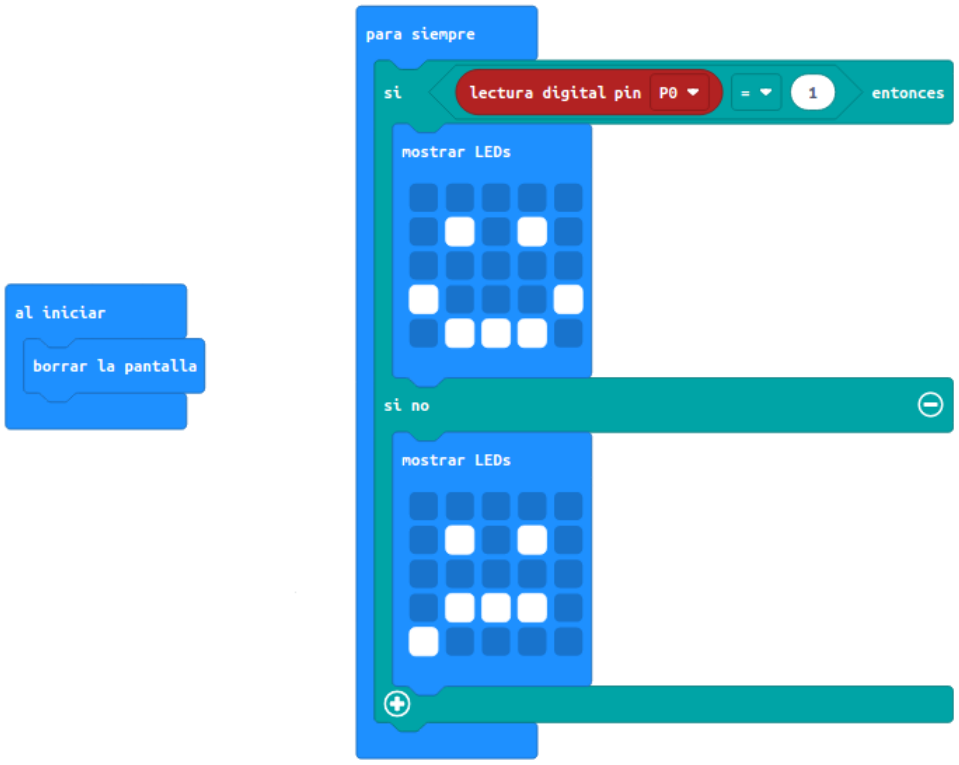 para siempre
si lectura digital pin P0 = 1 entonces
mostrar LEDs
al iniciar
borrar la pantalla
si no
mostrar LEDs